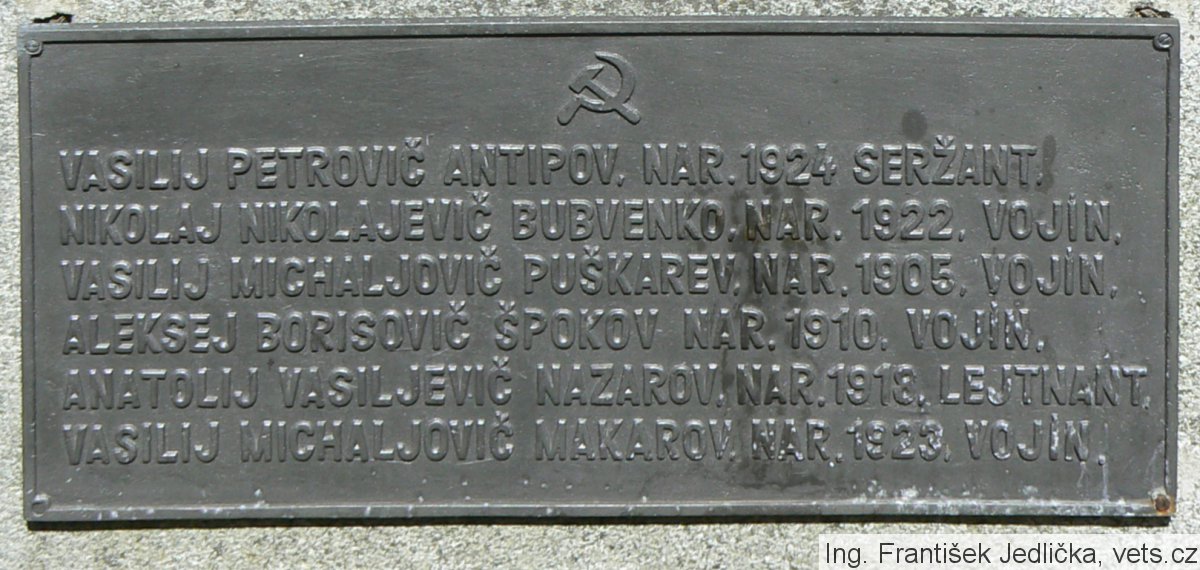 VASILIJ PETROVIČ ANTIPOV, NAR. 1924 SERŽANT,
NIKOLAJ NIKOLAJEVIČ BUBVENKO, NAR. 1922, VOJÍN,
VASILIJ MICHALJOVIČ PUŠKAREV, NAR. 1905, VOJÍN,
ALEKSEJ BORISOVIČ ŠPOKOV NAR. 1910, VOJÍN,
ANATOLIJ VASILJEVIČ NAZAROV, NAR. 1918, LEJTNANT,
VASILIJ MICHALJOVIČ MAKAROV, NAR. 1923, VOJÍN,
Ing. František Jedlička, vets.cz